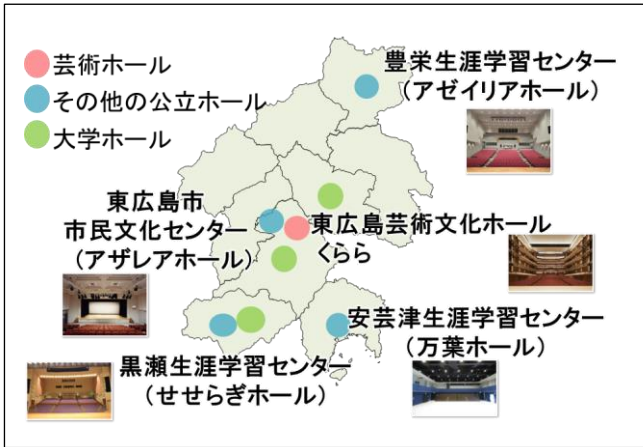 芸術ホール
その他の公立ホール
大学ホール
豊栄生涯学習センター
(アゼイリアホール)
東広島市
市民文化センター
(アザレアホール)
東広島芸術文化ホール
くらら
安芸津生涯学習センター
(万葉ホール)
黒瀬生涯学習センター
(せせらぎホール)